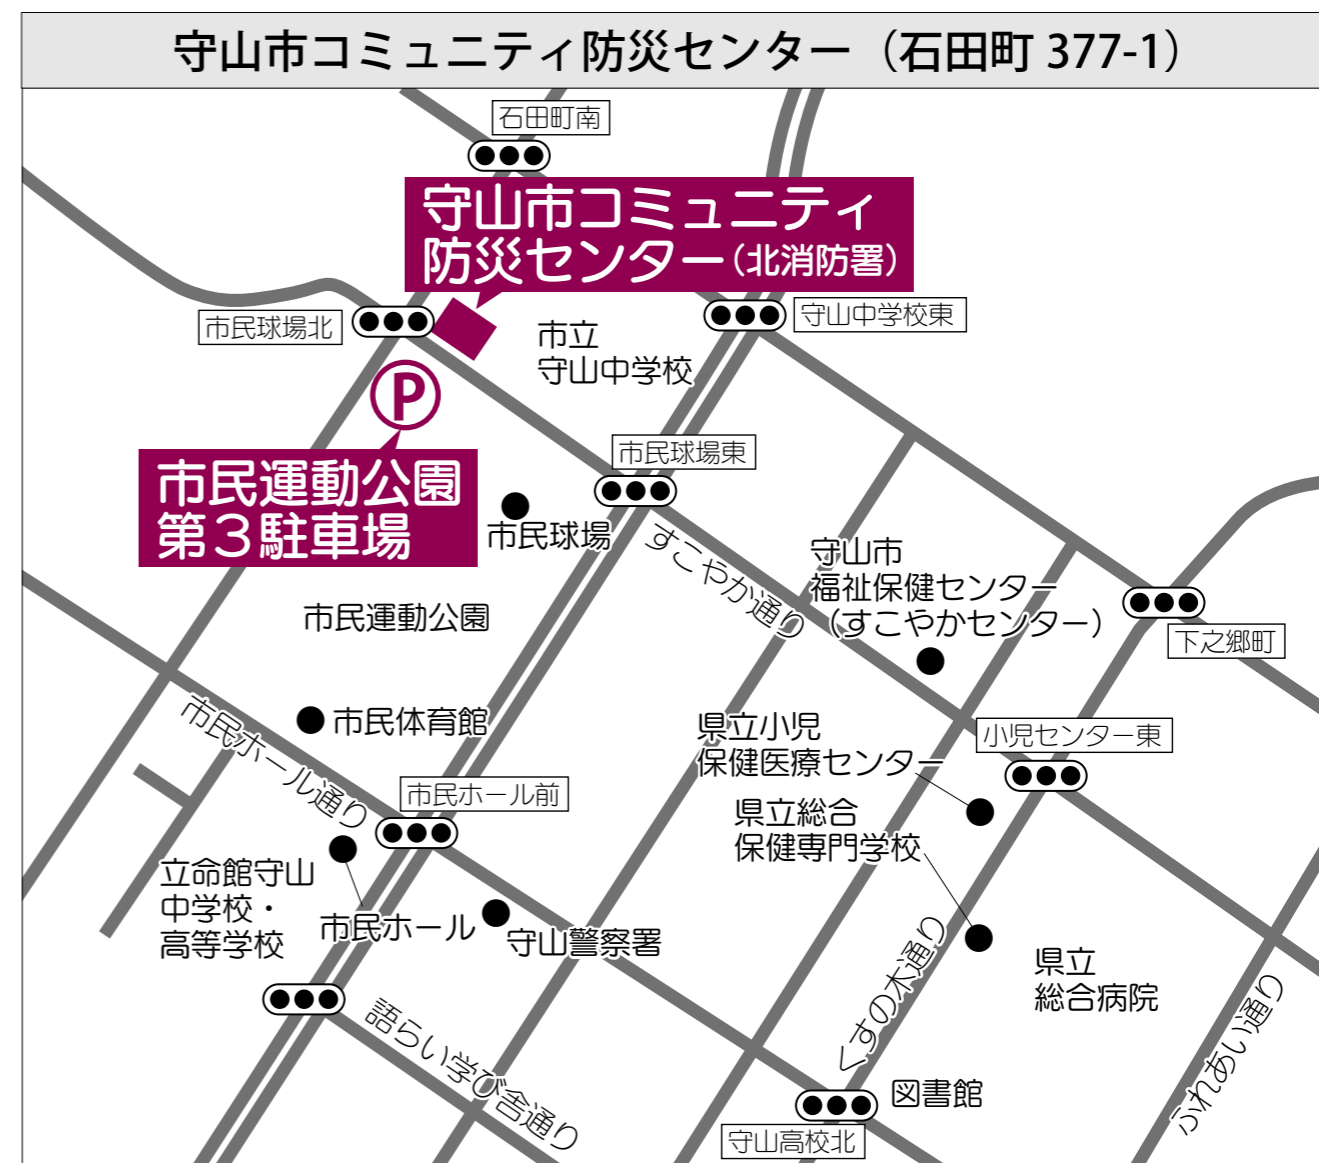 守山市コミュニティ防災センター（石田町 377-1）
石田町南
守山市コミュニティ
防災センター（北消防署）
市民球場北
守山中学校東
市立
守山中学校
P
市民球場東
市民運動公園
第３駐車場
市民球場
すこやか通り
守山市
福祉保健センター
（すこやかセンター）
下之郷町
市民運動公園
市民体育館
市民ホール通り
県立小児
保健医療センター
小児センター東
市民ホール前
県立総合
保健専門学校
立命館守山
中学校・
高等学校
市民ホール
守山警察署
くすの木通り
県立
総合病院
語らい学び舎通り
ふれあい通り
図書館
守山高校北